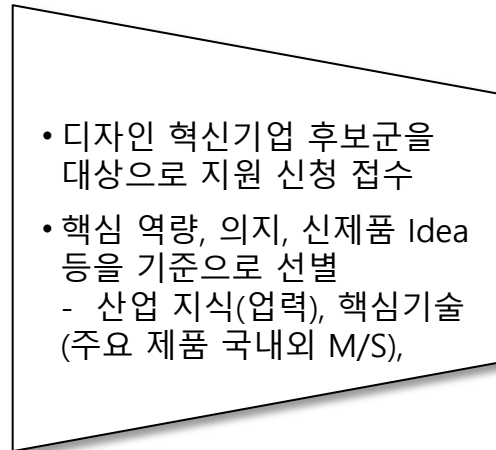 • 디자인 혁신기업 후보군을
대상으로 지원 신청 접수
• 핵심 역량, 의지, 신제품 Idea
등을 기준으로 선별
- 산업 지식(업력), 핵심기술
(주요 제품 국내외 M/S),